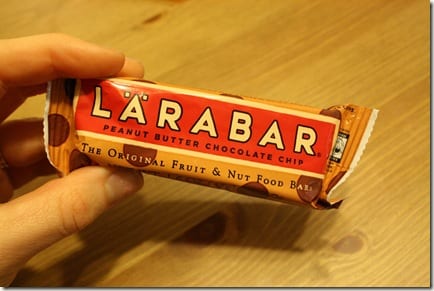 LÄRABAR
PEANUT BUTTER CHOCOLATE CHIP
THE ORIGINAL FRUIT & NUT FOOD BAR!